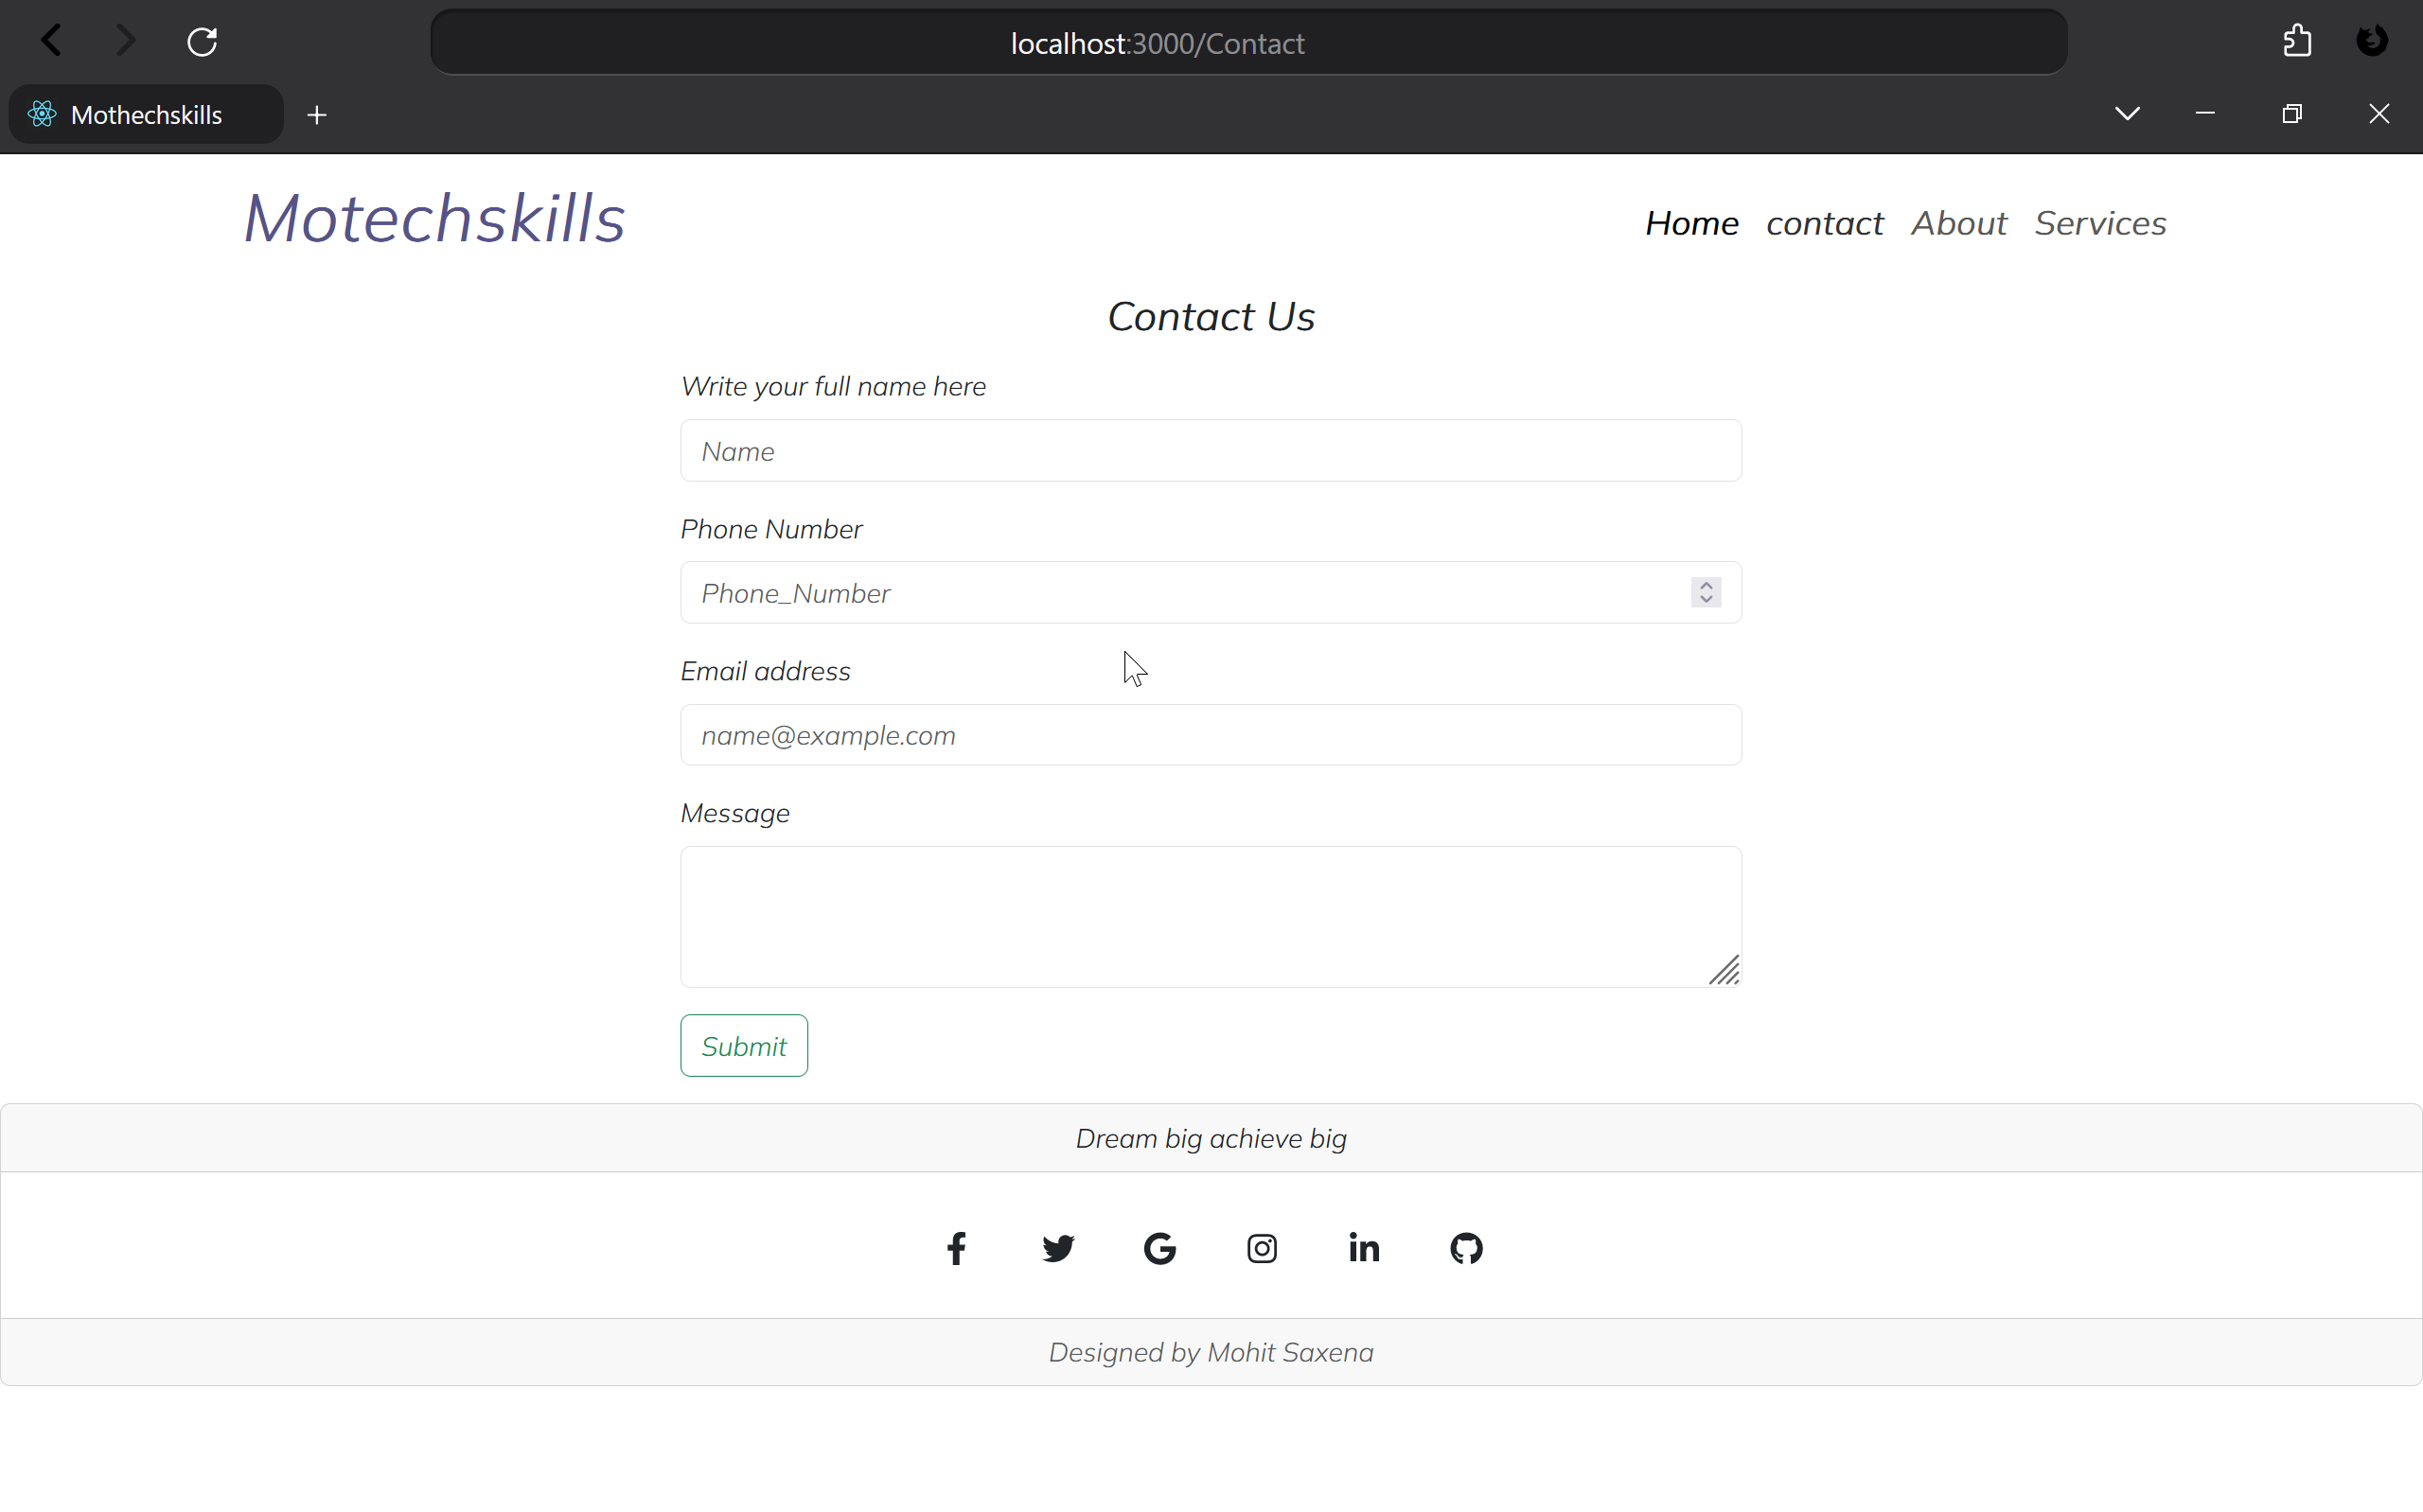 localhost:3000/Contact
Mothechskills
Motechskills
Home contact About Services
Contact Us
Write your full name here
Name
Phone Number
Phone_Number
Email address
name@example.com
Message
Submit
Dream big achieve big
Designed by Mohit Saxena